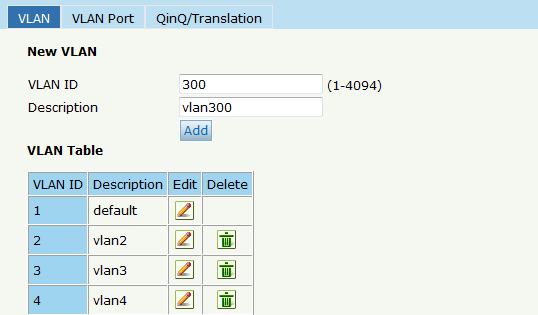 VLAN VLAN Port QinQ/Translation
New VLAN
VLAN ID 300 (1-4094)
Description vlan300
Add
VLAN Table
VLAN ID Description Edit Delete
1 default
2 vlan2
3 vlan3
4 vlan4